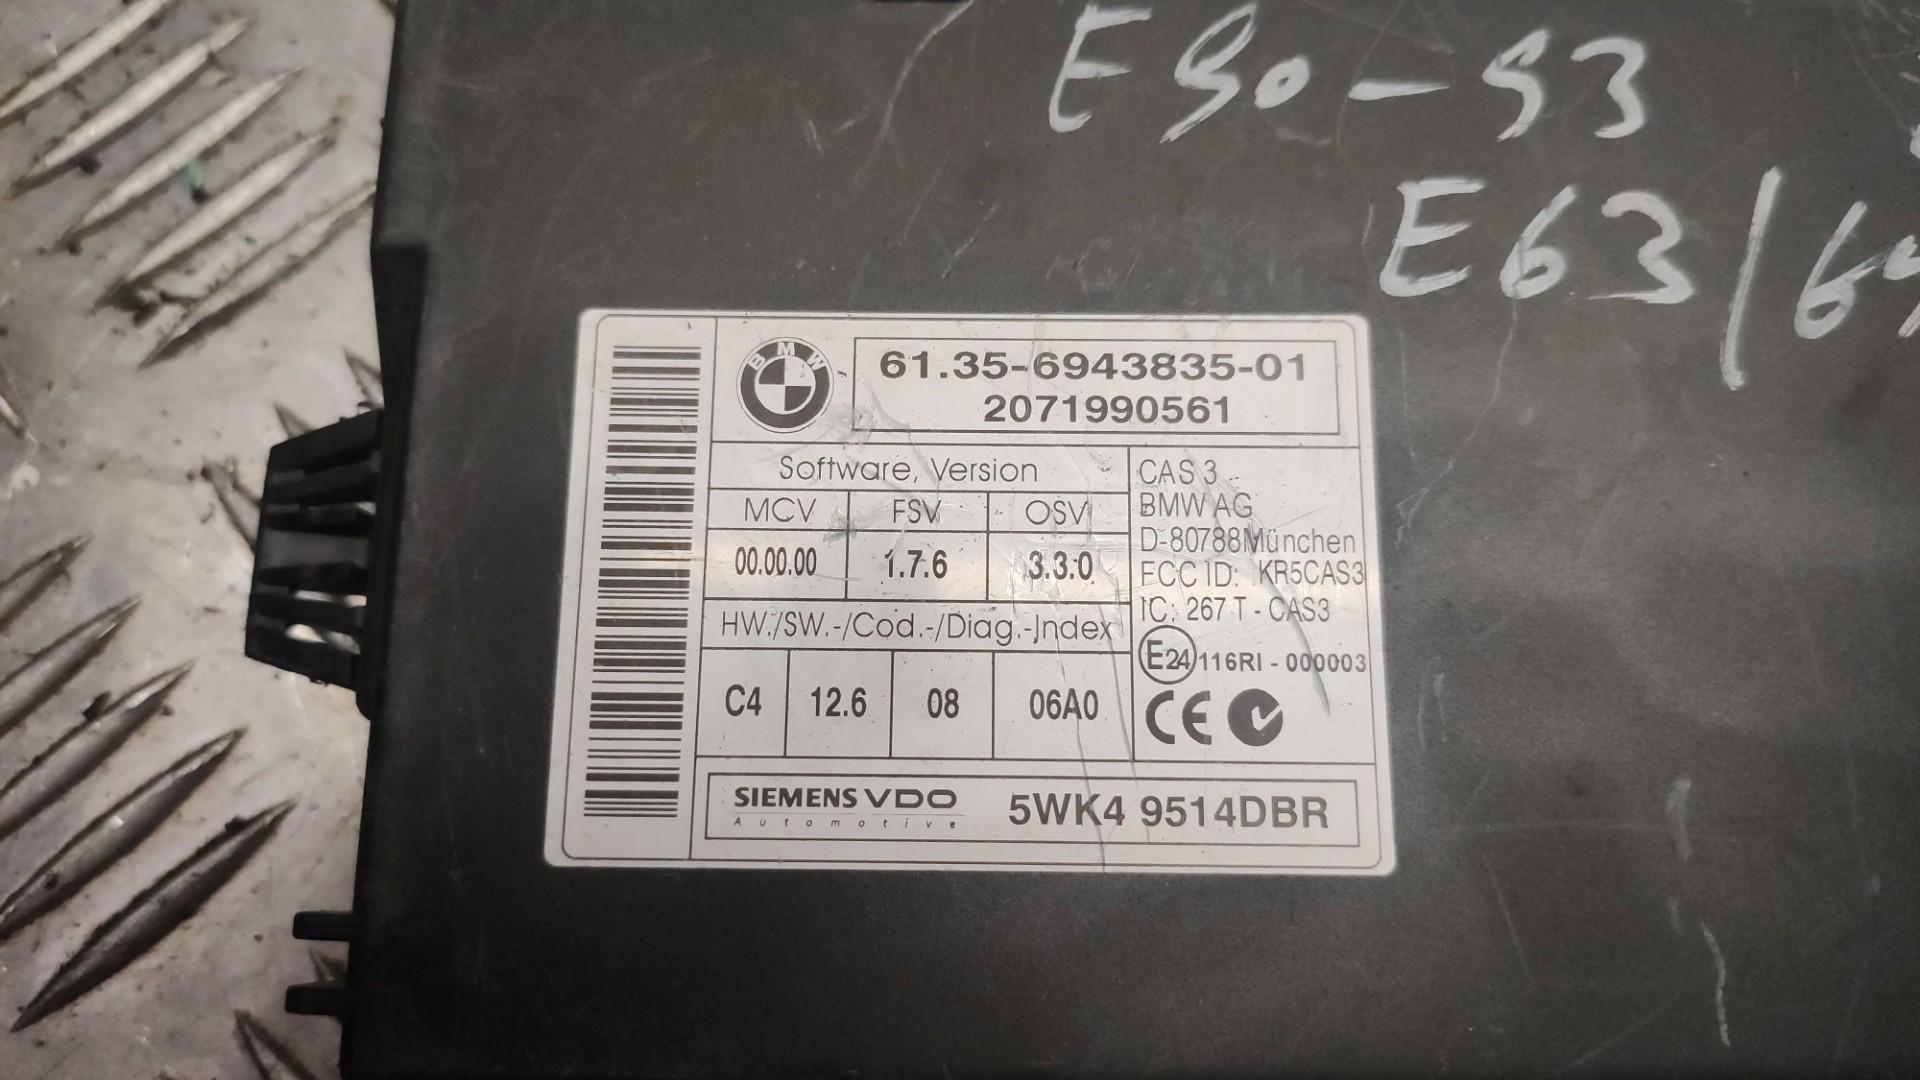 E90-93
E63/64
BMW
61.35-6943835-01
2071990561
Software, Version
MCV FSV OSV
00.00.00 1.7.6 3.3.0
HW./SW.-/Cod.-/Diag.-Index
C4 12.6 08 06A0
CAS 3
BMW AG
D-80788München
FCC ID: KR5CAS3
IC: 267 T - CAS3
E24 116RI - 000003
CE
SIEMENS VDO
Automotive
5WK4 9514DBR